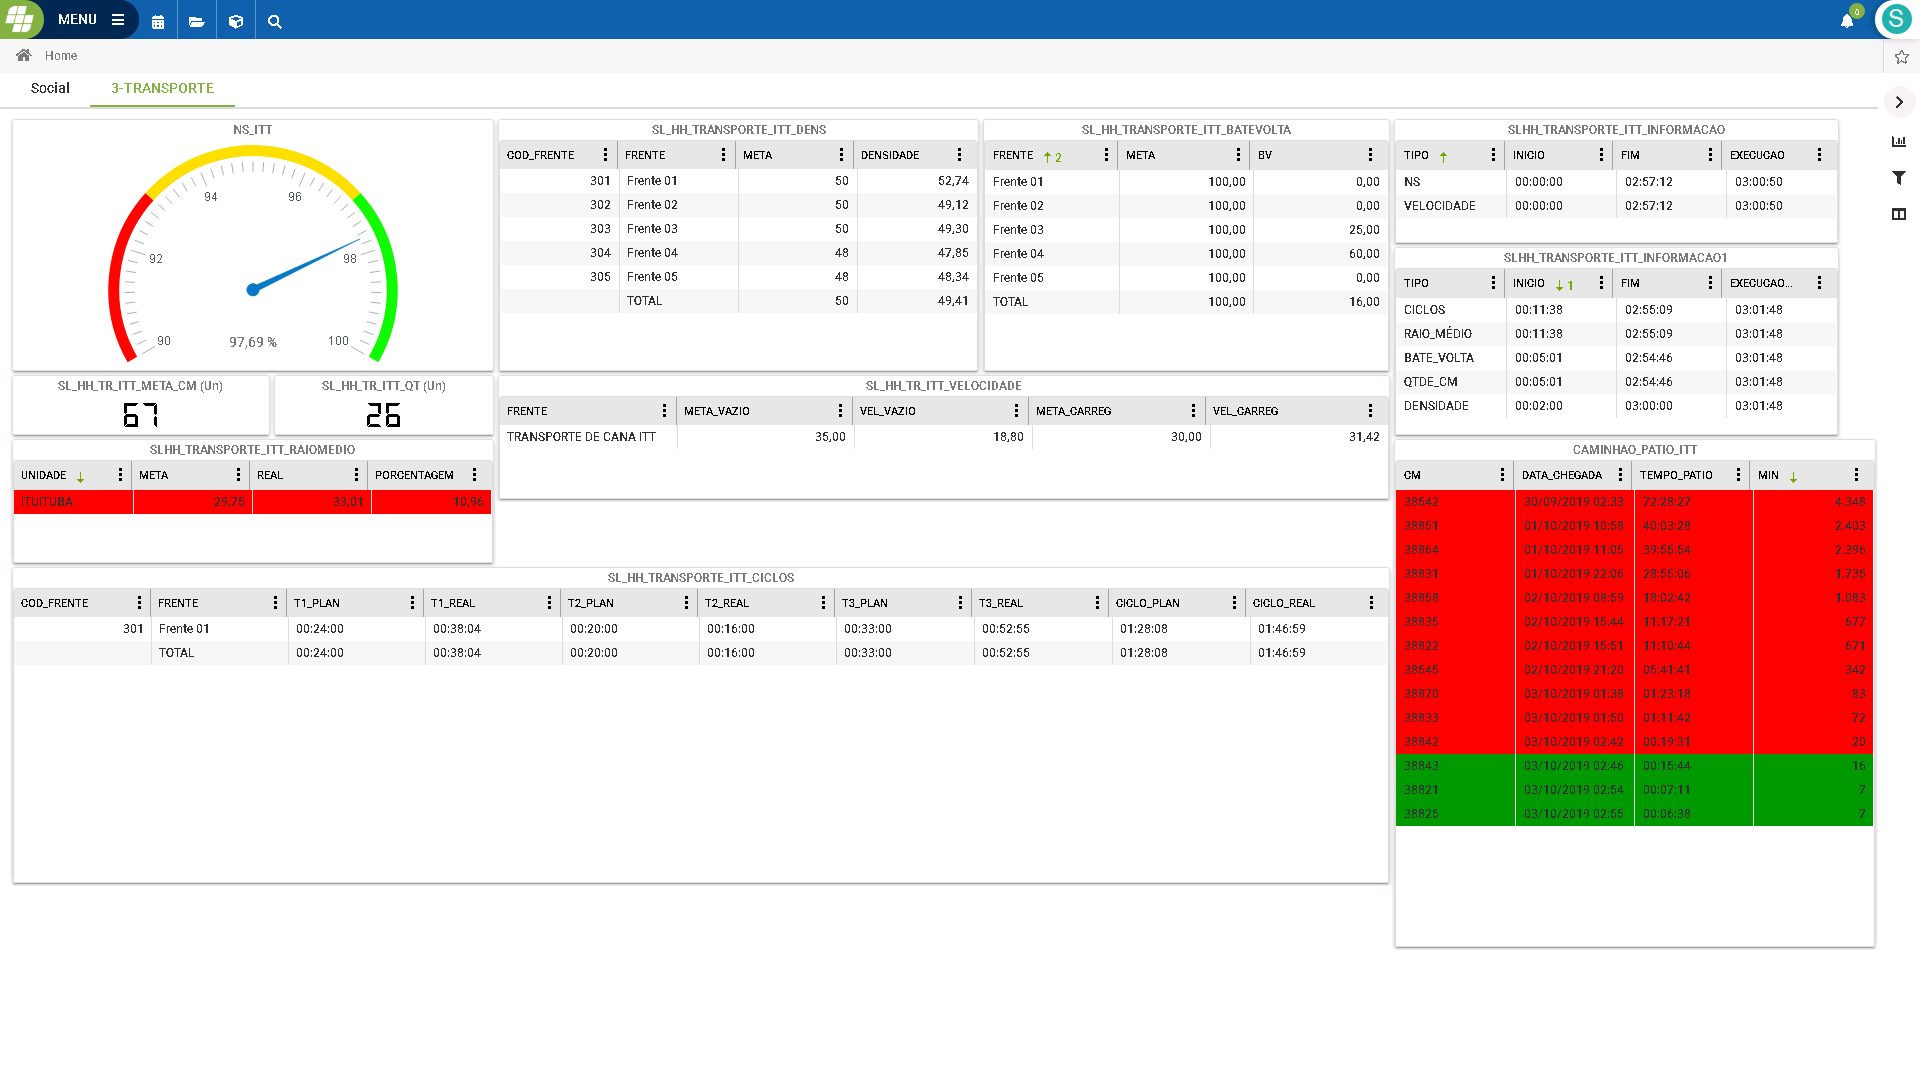 MENU
0
S
Home
Social
3-TRANSPORTE
NS_ITT
90
92
94
96
98
100
97,69 %
SL_HH_TR_ITT_META_CM (Un)
67
SL_HH_TR_ITT_QT (Un)
26
SLHH_TRANSPORTE_ITT_RAIOMEDIO
UNIDADE META REAL PORCENTAGEM
ITUIUTUBA 29,75 33,01 10,96
SL_HH_TRANSPORTE_ITT_DENS
COD_FRENTE FRENTE META DENSIDADE
301 Frente 01 50 52,74
302 Frente 02 50 49,12
303 Frente 03 50 49,30
304 Frente 04 48 47,85
305 Frente 05 48 48,34
TOTAL 50 49,41
SL_HH_TRANSPORTE_ITT_BATEVOLTA
FRENTE 2 META BV
Frente 01 100,00 0,00
Frente 02 100,00 0,00
Frente 03 100,00 25,00
Frente 04 100,00 60,00
Frente 05 100,00 0,00
TOTAL 100,00 16,00
SL_HH_TR_ITT_VELOCIDADE
FRENTE META_VAZIO VEL_VAZIO META_CARREG VEL_CARREG
TRANSPORTE DE CANA ITT 35,00 18,80 30,00 31,42
SLHH_TRANSPORTE_ITT_INFORMACAO
TIPO INICIO FIM EXECUCAO
NS 00:00:00 02:57:12 03:00:50
VELOCIDADE 00:00:00 02:57:12 03:00:50
SLHH_TRANSPORTE_ITT_INFORMACAO1
TIPO INICIO 1 FIM EXECUCAO...
CICLOS 00:11:38 02:55:09 03:01:48
RAIO_MÉDIO 00:11:38 02:55:09 03:01:48
BATE_VOLTA 00:05:01 02:54:46 03:01:48
QTDE_CM 00:05:01 02:54:46 03:01:48
DENSIDADE 00:02:00 03:00:00 03:01:48
SL_HH_TRANSPORTE_ITT_CICLOS
COD_FRENTE FRENTE T1_PLAN T1_REAL T2_PLAN T2_REAL T3_PLAN T3_REAL CICLO_PLAN CICLO_REAL
301 Frente 01 00:24:00 00:38:04 00:20:00 00:16:00 00:33:00 00:52:55 01:28:08 01:46:59
TOTAL 00:24:00 00:38:04 00:20:00 00:16:00 00:33:00 00:52:55 01:28:08 01:46:59
CAMINHAO_PATIO_ITT
CM DATA_CHEGADA TEMPO_PATIO MIN
38542 30/09/2019 02:33 72:28:27 4.348
38851 01/10/2019 10:58 40:03:28 2.403
38864 01/10/2019 11:05 39:55:54 2.396
38831 01/10/2019 22:06 28:55:06 1.735
38858 02/10/2019 08:59 18:02:42 1.083
38835 02/10/2019 15:44 11:17:21 677
38822 02/10/2019 15:51 11:10:44 671
38545 02/10/2019 21:20 05:41:41 342
38870 03/10/2019 01:38 01:23:18 83
38833 03/10/2019 01:50 01:11:42 72
38842 03/10/2019 02:42 00:19:31 20
38843 03/10/2019 02:46 00:15:44 16
38821 03/10/2019 02:54 00:07:11 7
38825 03/10/2019 02:55 00:06:38 7